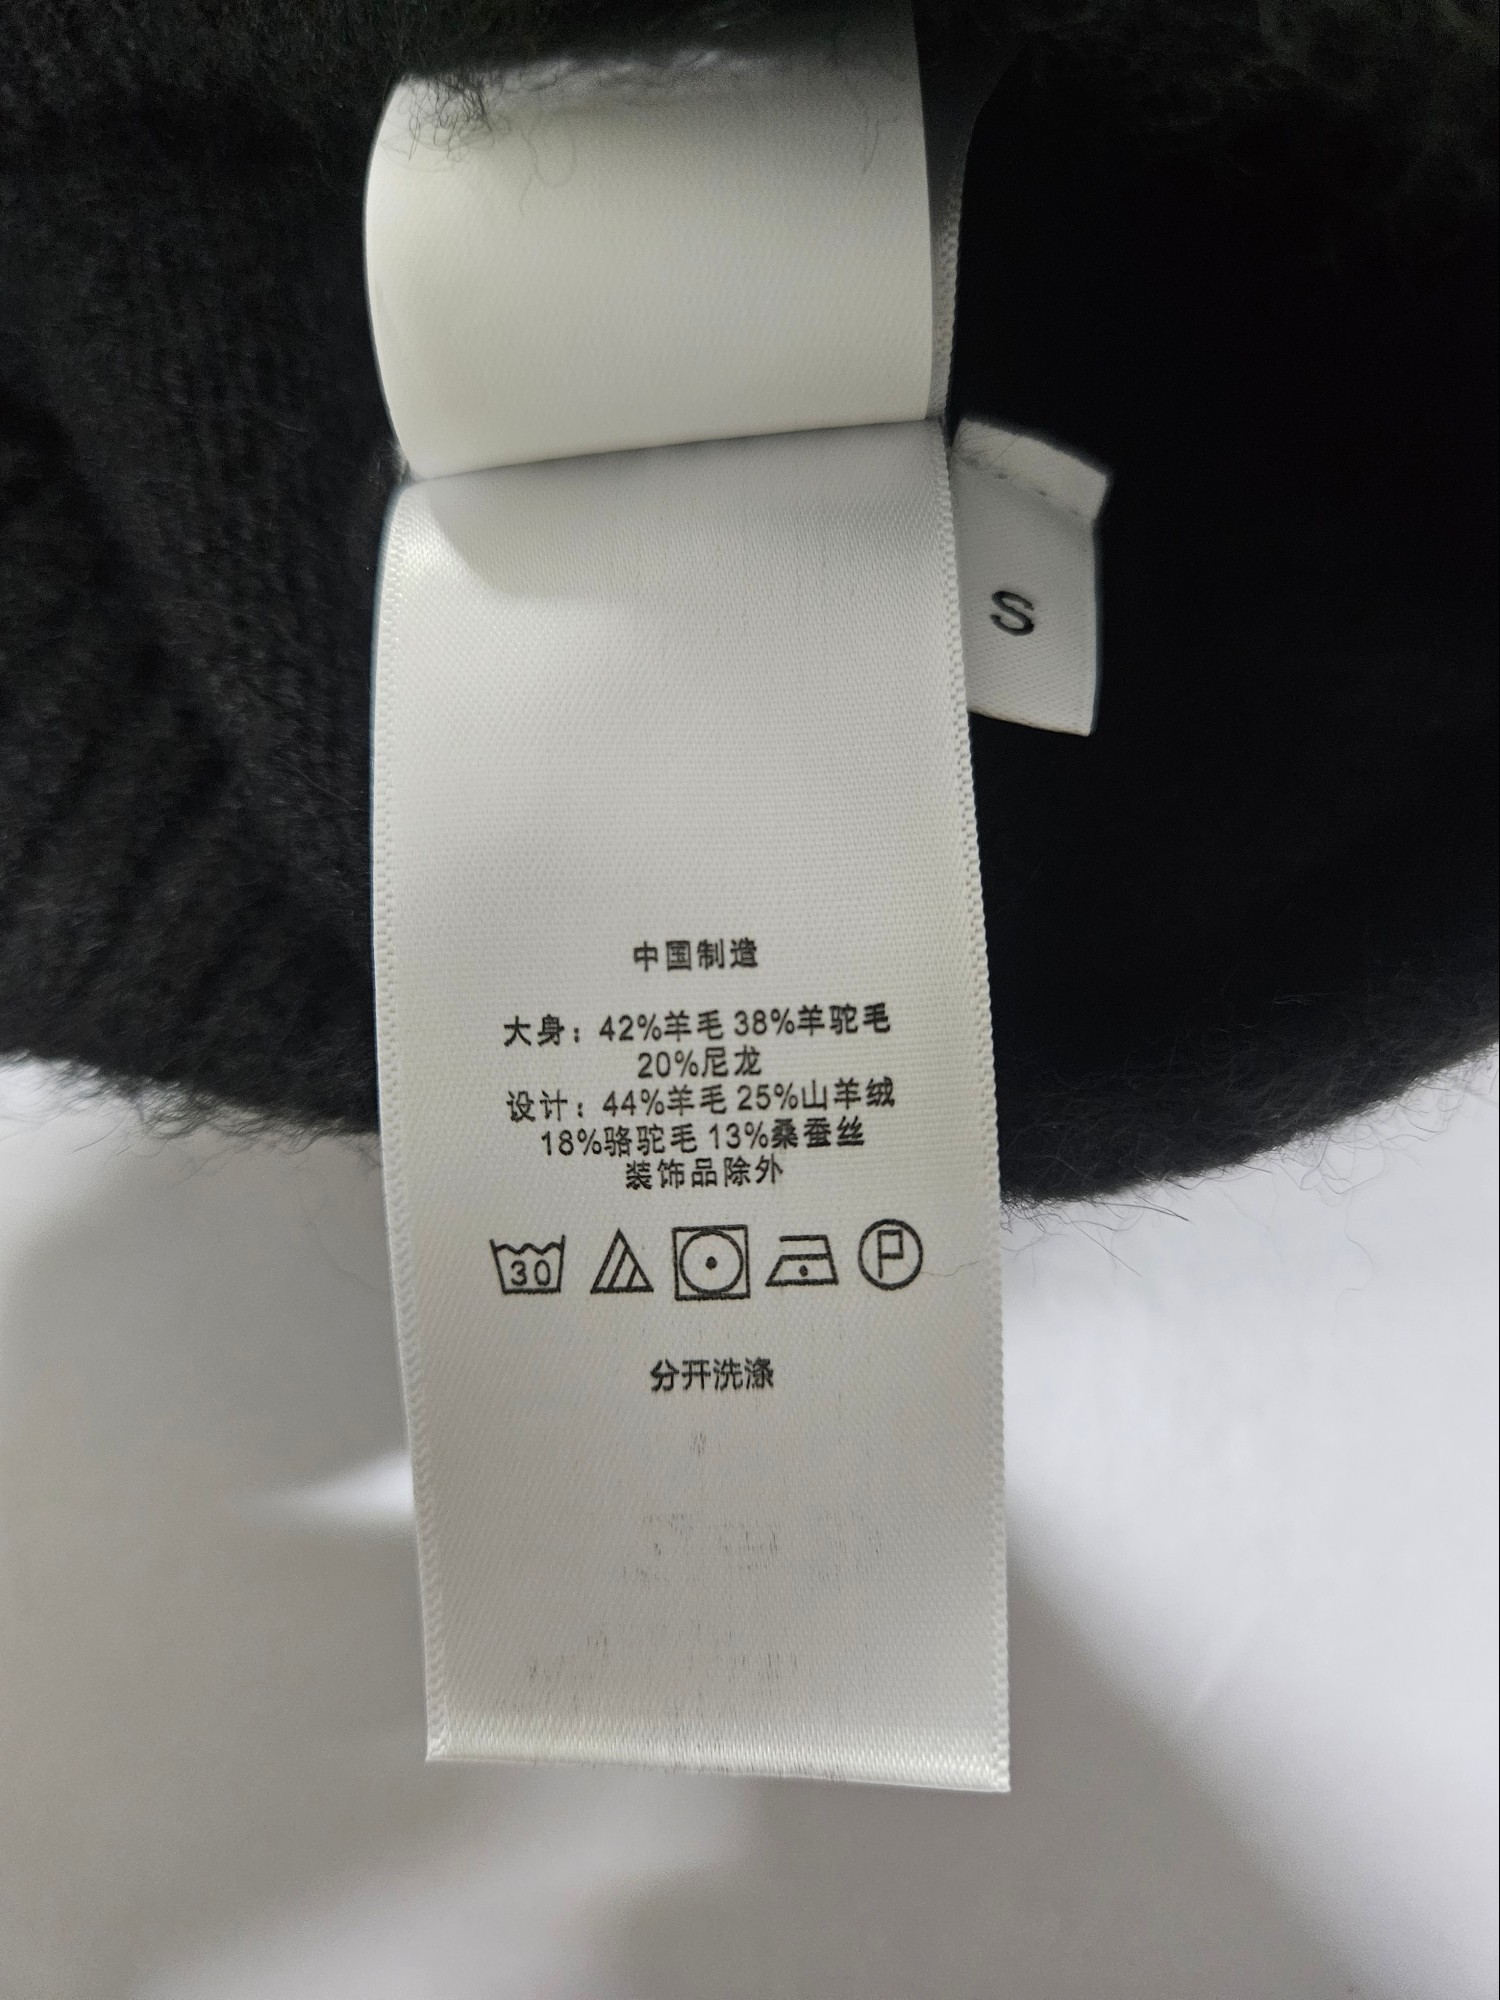 S
中国制造
大身：42%羊毛 38%羊驼毛
20%尼龙
设计：44%羊毛 25%山羊绒
18%骆驼毛 13%桑蚕丝
装饰品除外
30
P
分开洗涤